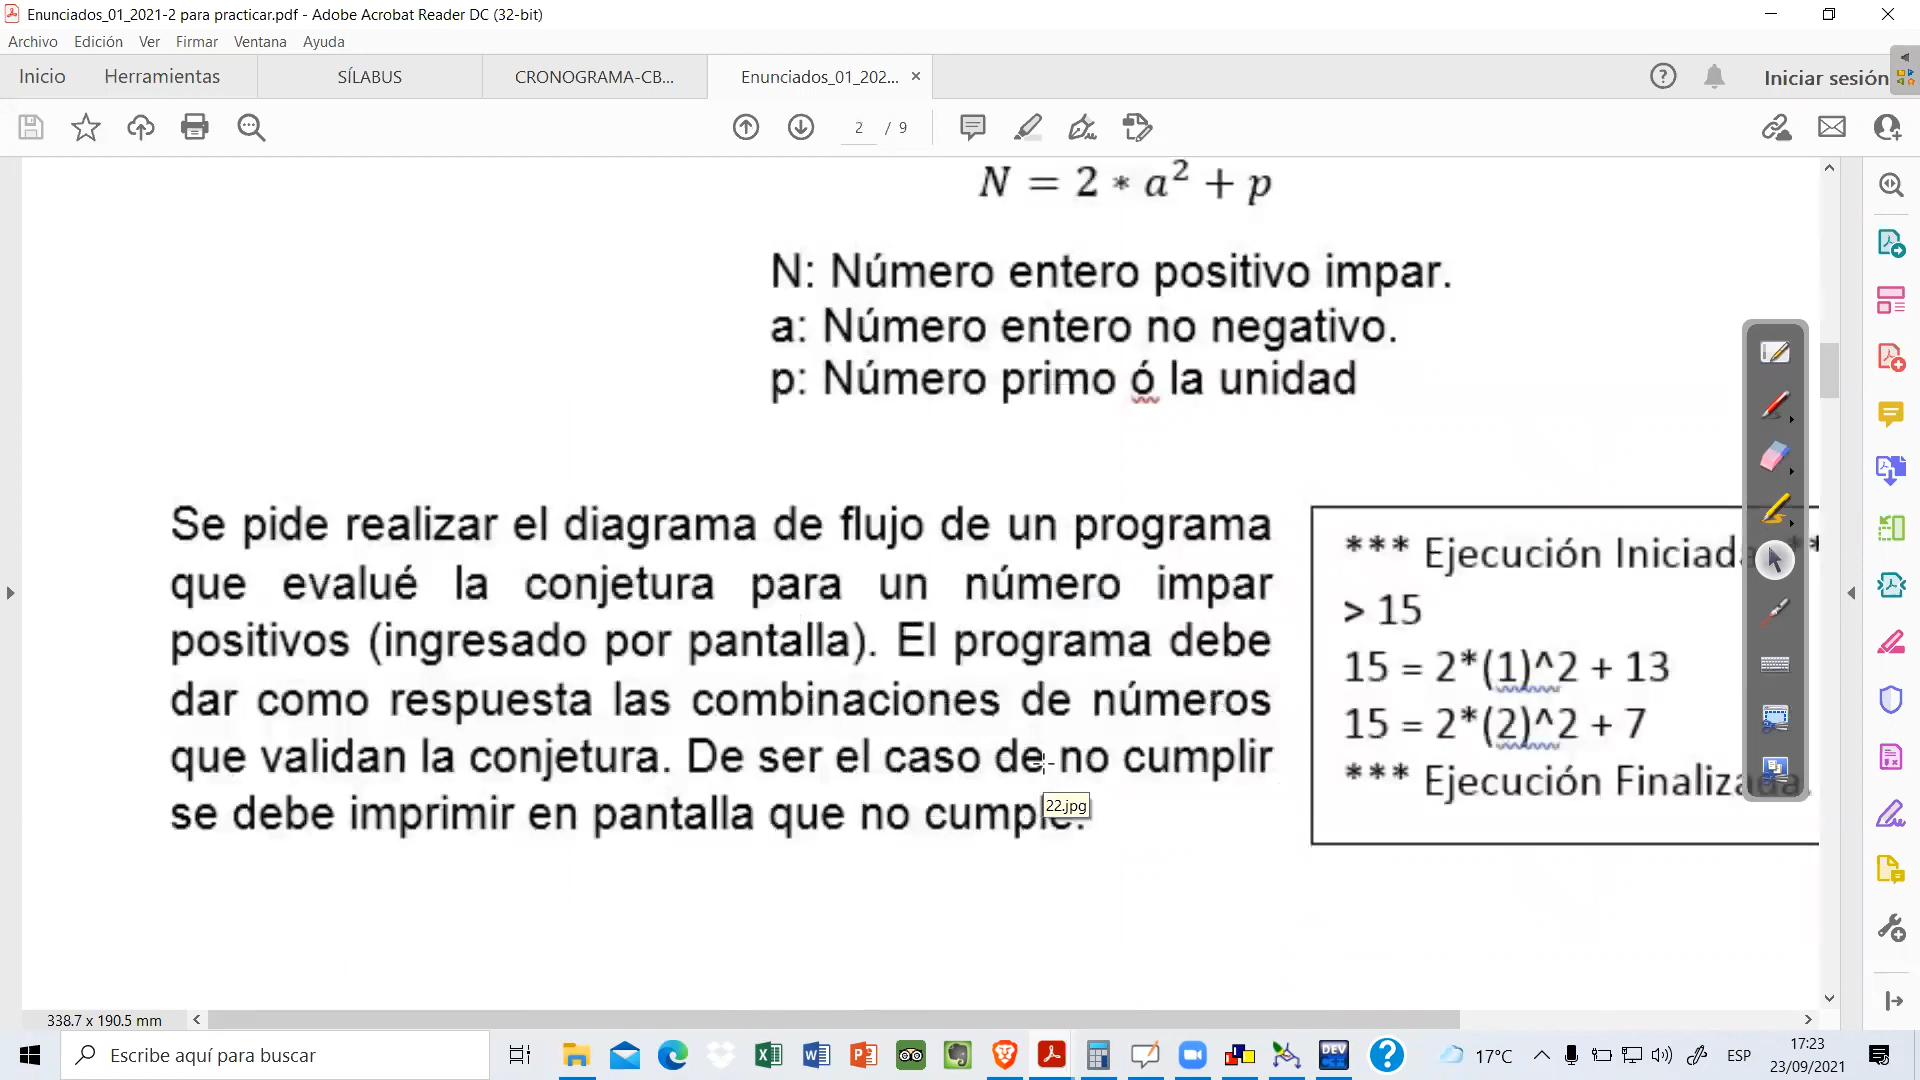 Enunciados_01_2021-2 para practicar.pdf - Adobe Acrobat Reader DC (32-bit)
Archivo Edición Ver Firmar Ventana Ayuda
Inicio Herramientas SÍLABUS CRONOGRAMA-CB... Enunciados_01_202... × Iniciar sesión
2 / 9
N = 2 * a² + p
N: Número entero positivo impar.
a: Número entero no negativo.
p: Número primo ó la unidad
Se pide realizar el diagrama de flujo de un programa
que evalué la conjetura para un número impar
positivos (ingresado por pantalla). El programa debe
dar como respuesta las combinaciones de números
que validan la conjetura. De ser el caso de no cumplir
se debe imprimir en pantalla que no cumple.
22.jpg
*** Ejecución Iniciada **
> 15
15 = 2*(1)^2 + 13
15 = 2*(2)^2 + 7
*** Ejecución Finalizada.
338.7 x 190.5 mm
Escribe aquí para buscar
DEV
17°C
ESP
17:23
23/09/2021